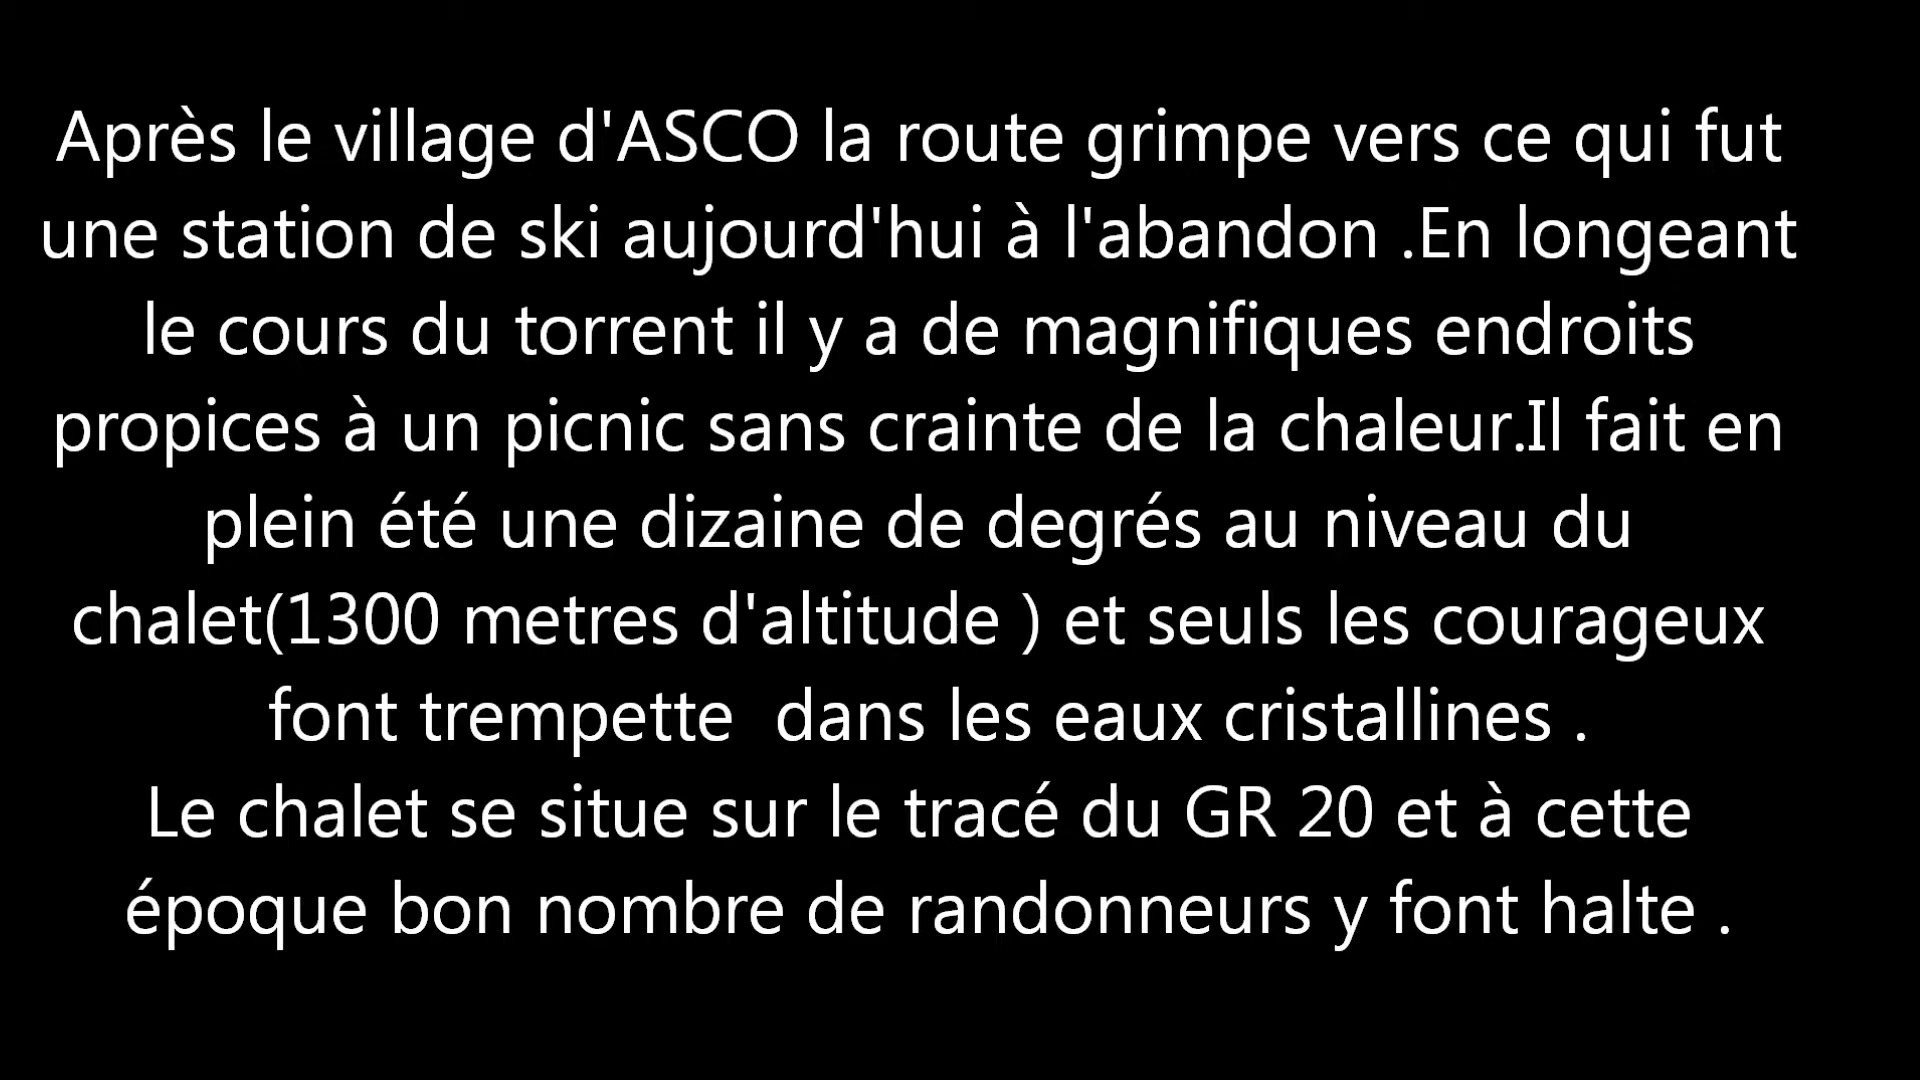 Après le village d'ASCO la route grimpe vers ce qui fut
une station de ski aujourd'hui à l'abandon .En longeant
le cours du torrent il y a de magnifiques endroits
propices à un picnic sans crainte de la chaleur.Il fait en
plein été une dizaine de degrés au niveau du
chalet(1300 metres d'altitude ) et seuls les courageux
font trempette  dans les eaux cristallines .
Le chalet se situe sur le tracé du GR 20 et à cette
époque bon nombre de randonneurs y font halte .